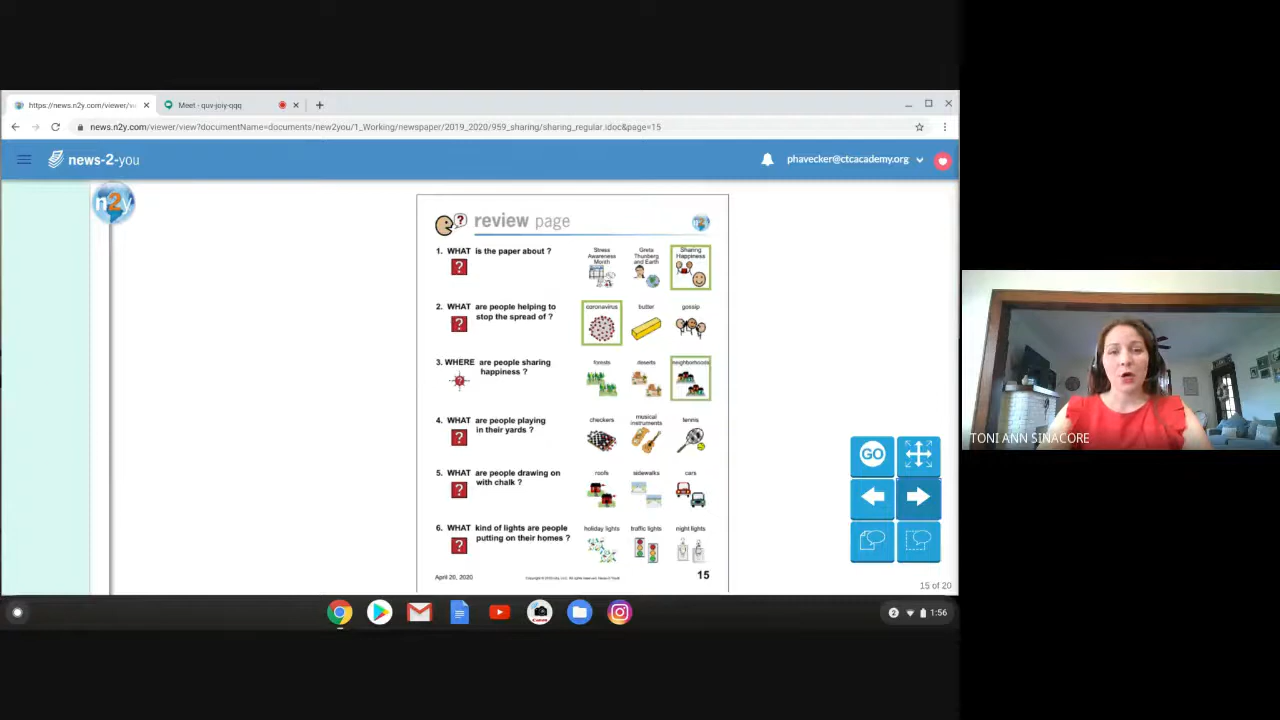 https://news.n2y.com/viewer/vi
Meet - quv-joiy-qqq
news.n2y.com/viewer/view?documentName=documents/new2you/1_Working/newspaper/2019_2020/959_sharing/sharing_regular.idoc&page=15
news-2-you
phavecker@ctcacademy.org
n2y
review page
1. WHAT is the paper about ?
Stress Awareness Month
Greta Thunberg and Earth
Sharing Happiness
2. WHAT are people helping to
stop the spread of ?
coronavirus
butter
gossip
3. WHERE are people sharing
happiness ?
forests
deserts
neighborhoods
4. WHAT are people playing
in their yards ?
checkers
musical instruments
tennis
5. WHAT are people drawing on
with chalk ?
roofs
sidewalks
cars
6. WHAT kind of lights are people
putting on their homes ?
holiday lights
traffic lights
night lights
April 20, 2020
15
GO
15 of 20
TONI ANN SINACORE
2
1:56